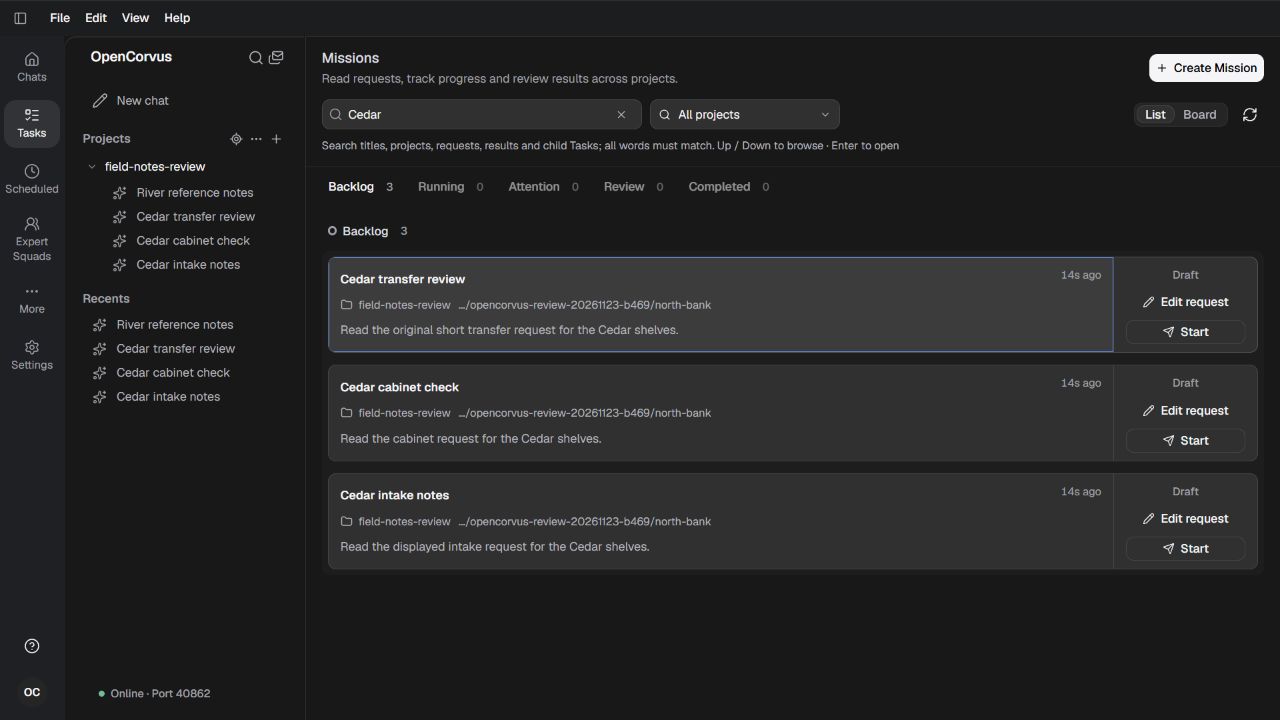 File Edit View Help
Chats
Tasks
Scheduled
Expert
Squads
More
Settings
OC
OpenCorvus
New chat
Projects
field-notes-review
River reference notes
Cedar transfer review
Cedar cabinet check
Cedar intake notes
Recents
River reference notes
Cedar transfer review
Cedar cabinet check
Cedar intake notes
Online · Port 40862
Missions
Read requests, track progress and review results across projects.
Create Mission
Cedar
All projects
List Board
Search titles, projects, requests, results and child Tasks; all words must match. Up / Down to browse · Enter to open
Backlog 3 Running 0 Attention 0 Review 0 Completed 0
Backlog 3
Cedar transfer review 14s ago
field-notes-review …/opencorvus-review-20261123-b469/north-bank
Read the original short transfer request for the Cedar shelves.
Draft
Edit request
Start
Cedar cabinet check 14s ago
field-notes-review …/opencorvus-review-20261123-b469/north-bank
Read the cabinet request for the Cedar shelves.
Draft
Edit request
Start
Cedar intake notes 14s ago
field-notes-review …/opencorvus-review-20261123-b469/north-bank
Read the displayed intake request for the Cedar shelves.
Draft
Edit request
Start